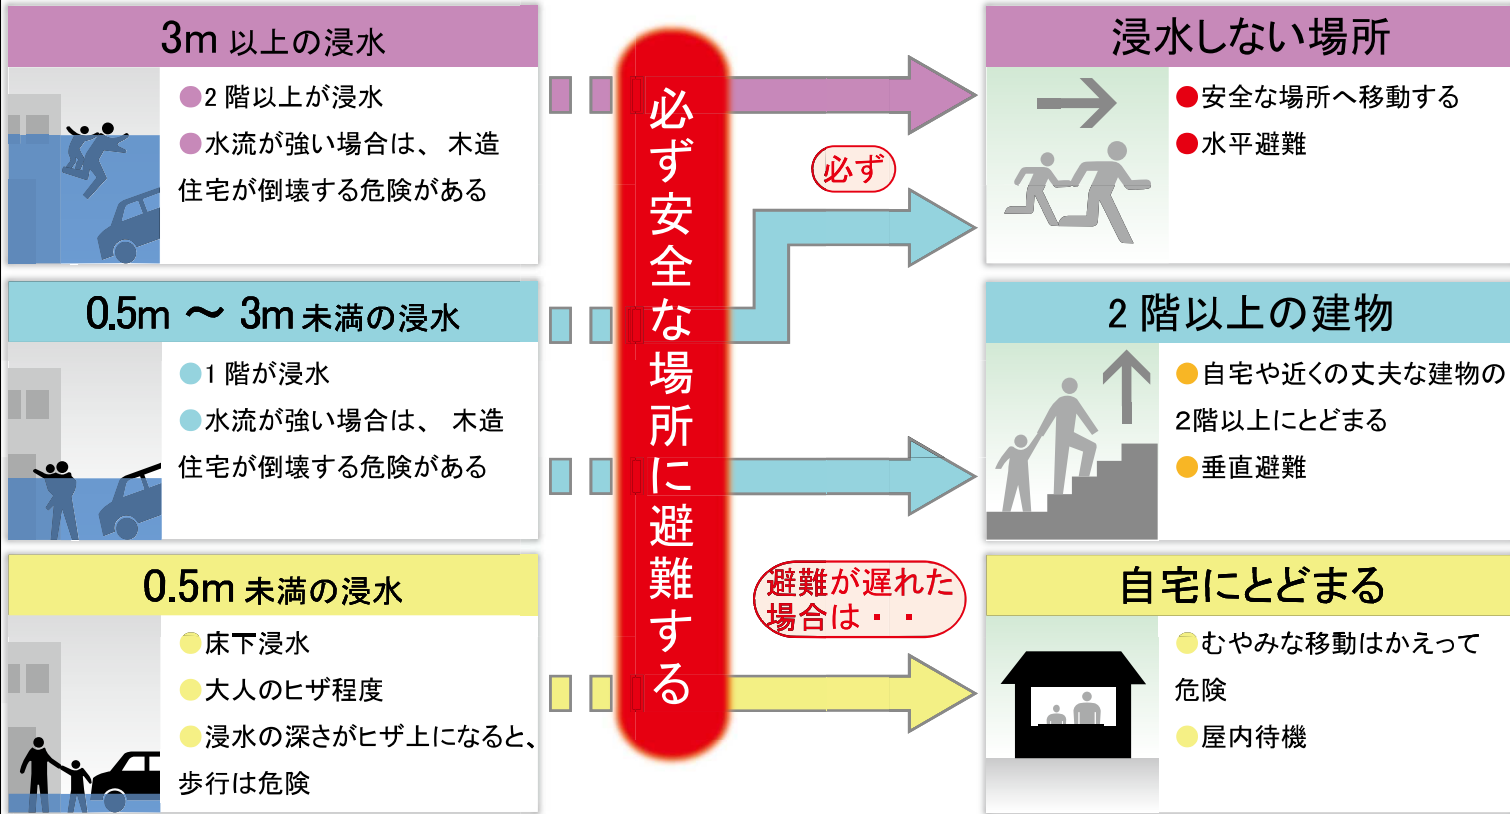 3m 以上の浸水
●2 階以上が浸水
●水流が強い場合は、 木造
住宅が倒壊する危険がある
0.5m ～ 3m 未満の浸水
●1 階が浸水
●水流が強い場合は、 木造
住宅が倒壊する危険がある
0.5m 未満の浸水
●床下浸水
●大人のヒザ程度
●浸水の深さがヒザ上になると、
歩行は危険
必ず安全な場所に避難する
必ず
避難が遅れた
場合は・・
浸水しない場所
●安全な場所へ移動する
●水平避難
2 階以上の建物
●自宅や近くの丈夫な建物の
2階以上にとどまる
●垂直避難
自宅にとどまる
●むやみな移動はかえって
危険
●屋内待機